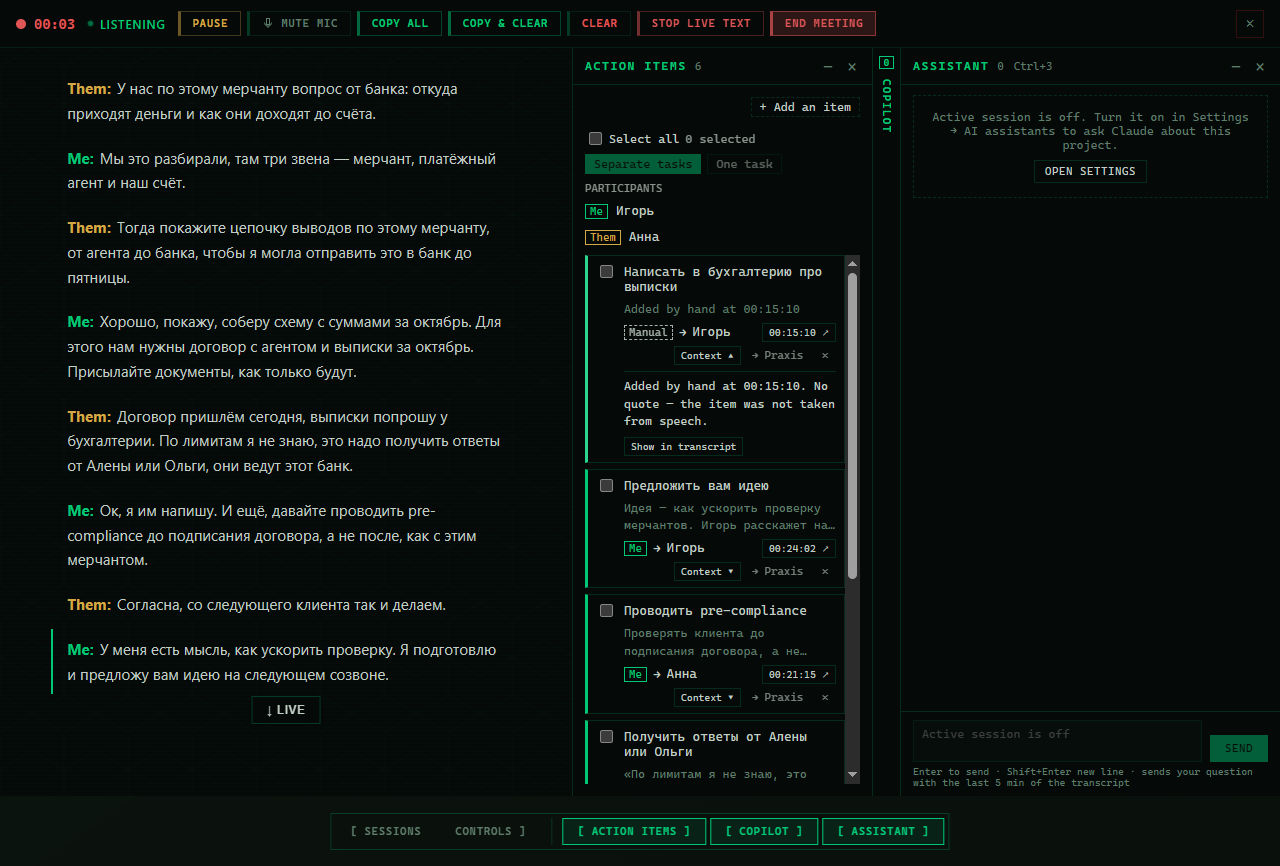 00:03 LISTENING PAUSE MUTE MIC COPY ALL COPY & CLEAR CLEAR STOP LIVE TEXT END MEETING ×
Them: У нас по этому мерчанту вопрос от банка: откуда
приходят деньги и как они доходят до счёта.
Me: Мы это разбирали, там три звена — мерчант, платёжный
агент и наш счёт.
Them: Тогда покажите цепочку выводов по этому мерчанту,
от агента до банка, чтобы я могла отправить это в банк до
пятницы.
Me: Хорошо, покажу, соберу схему с суммами за октябрь. Для
этого нам нужны договор с агентом и выписки за октябрь.
Присылайте документы, как только будут.
Them: Договор пришлём сегодня, выписки попрошу у
бухгалтерии. По лимитам я не знаю, это надо получить ответы
от Алены или Ольги, они ведут этот банк.
Me: Ок, я им напишу. И ещё, давайте проводить pre-
compliance до подписания договора, а не после, как с этим
мерчантом.
Them: Согласна, со следующего клиента так и делаем.
Me: У меня есть мысль, как ускорить проверку. Я подготовлю
и предложу вам идею на следующем созвоне.
↓ LIVE
ACTION ITEMS 6 — ×
+ Add an item
Select all 0 selected
Separate tasks One task
PARTICIPANTS
Me Игорь
Them Анна
Написать в бухгалтерию про
выписки
Added by hand at 00:15:10
Manual → Игорь 00:15:10 ↗
Context ▲ → Praxis ×
Added by hand at 00:15:10. No
quote — the item was not taken
from speech.
Show in transcript
Предложить вам идею
Идея — как ускорить проверку
мерчантов. Игорь расскажет на…
Me → Игорь 00:24:02 ↗
Context ▼ → Praxis ×
Проводить pre-compliance
Проверять клиента до
подписания договора, а не…
Me → Анна 00:21:15 ↗
Context ▼ → Praxis ×
Получить ответы от Алены
или Ольги
«По лимитам я не знаю, это
0
COPILOT
ASSISTANT 0 Ctrl+3 — ×
Active session is off. Turn it on in Settings
→ AI assistants to ask Claude about this
project.
OPEN SETTINGS
Active session is off
SEND
Enter to send · Shift+Enter new line · sends your question
with the last 5 min of the transcript
[ SESSIONS CONTROLS ] [ ACTION ITEMS ] [ COPILOT ] [ ASSISTANT ]